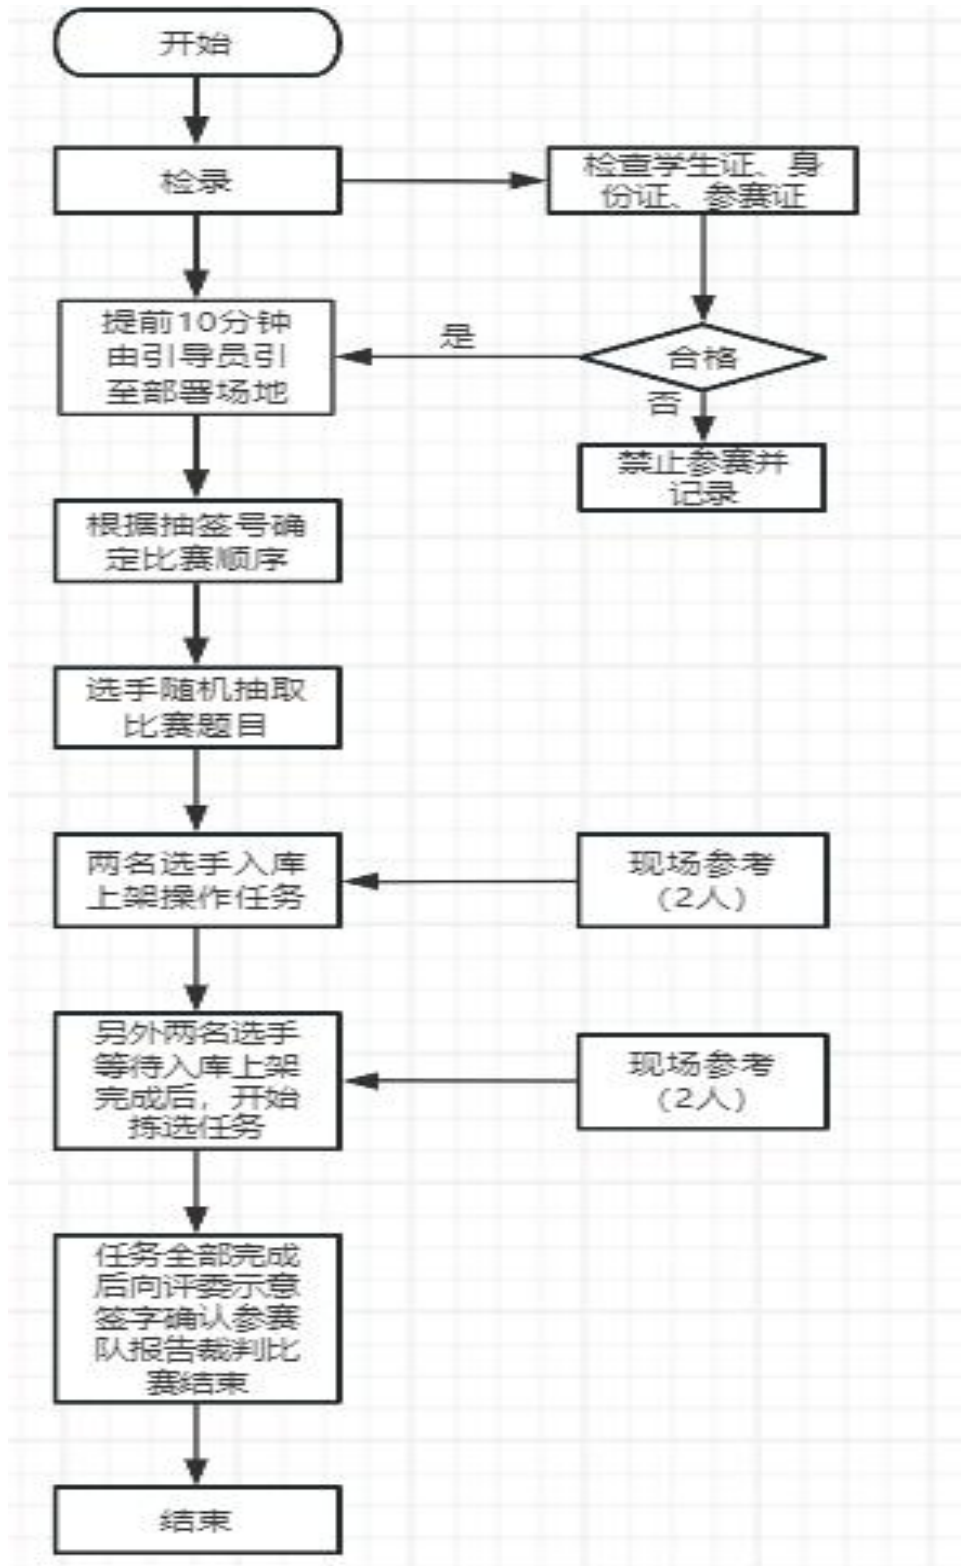 开始
检录
检查学生证、身
份证、参赛证
提前10分钟
由引导员引
至部署场地
是
合格
否
禁止参赛并
记录
根据抽签号确
定比赛顺序
选手随机抽取
比赛题目
两名选手入库
上架操作任务
现场参考
(2人)
另外两名选手
等待入库上架
完成后，开始
拣选任务
现场参考
(2人)
任务全部完成
后向评委示意
签字确认参赛
队报告裁判比
赛结束
结束